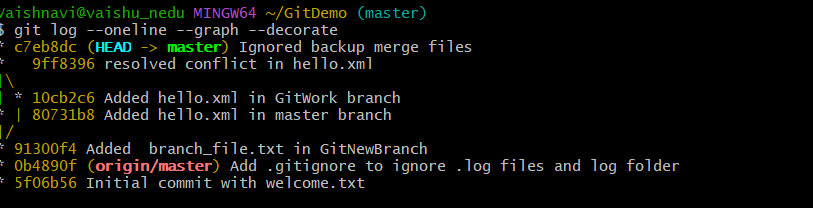 vaishnavi@vaishu_nedu MINGW64 ~/GitDemo (master)
$ git log --oneline --graph --decorate
* c7eb8dc (HEAD -> master) Ignored backup merge files
*   9ff8396 resolved conflict in hello.xml
|\
| * 10cb2c6 Added hello.xml in GitWork branch
* | 80731b8 Added hello.xml in master branch
|/
* 91300f4 Added  branch_file.txt in GitNewBranch
* 0b4890f (origin/master) Add .gitignore to ignore .log files and log folder
* 5f06b56 Initial commit with welcome.txt